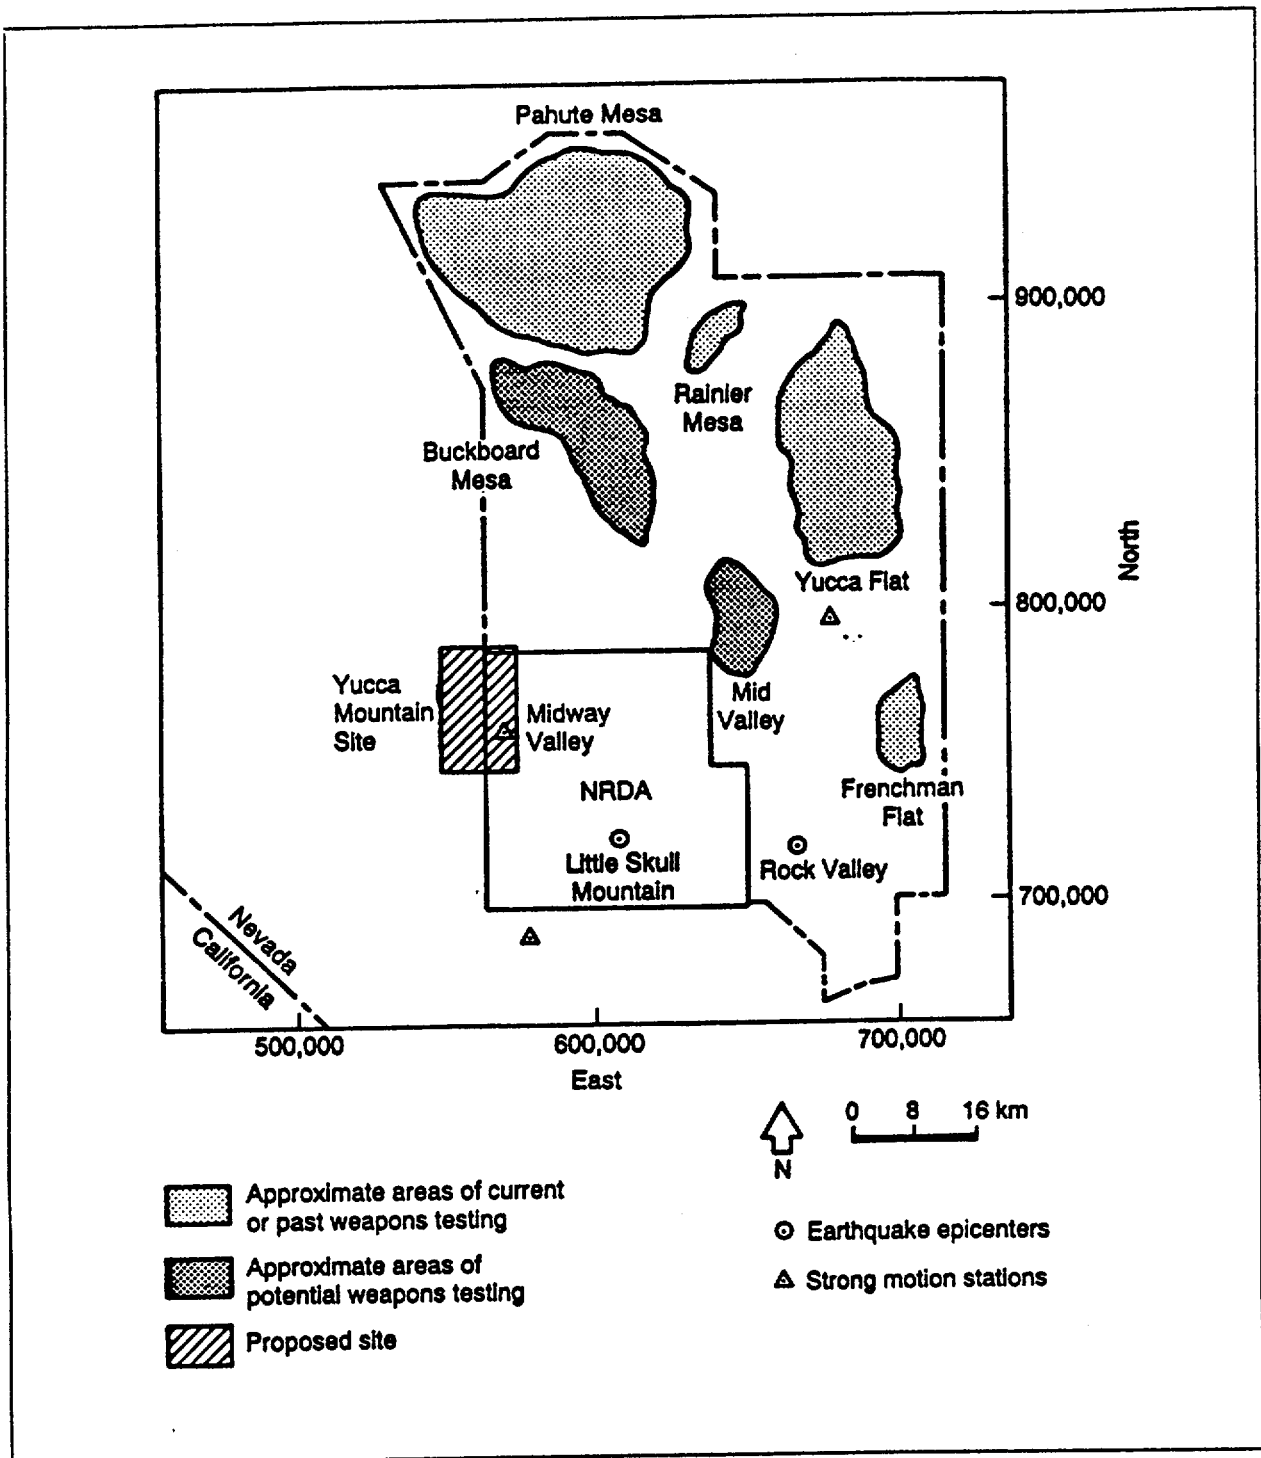 Pahute Mesa
900,000
Rainier
Mesa
Buckboard
Mesa
North
Yucca Flat
800,000
Yucca
Mountain
Site
Midway
Valley
Mid
Valley
NRDA
Frenchman
Flat
Little Skull
Mountain
Rock Valley
700,000
Nevada
California
500,000
600,000
700,000
East
0 8 16 km
N
Approximate areas of current
or past weapons testing
Approximate areas of
potential weapons testing
Proposed site
Earthquake epicenters
Strong motion stations